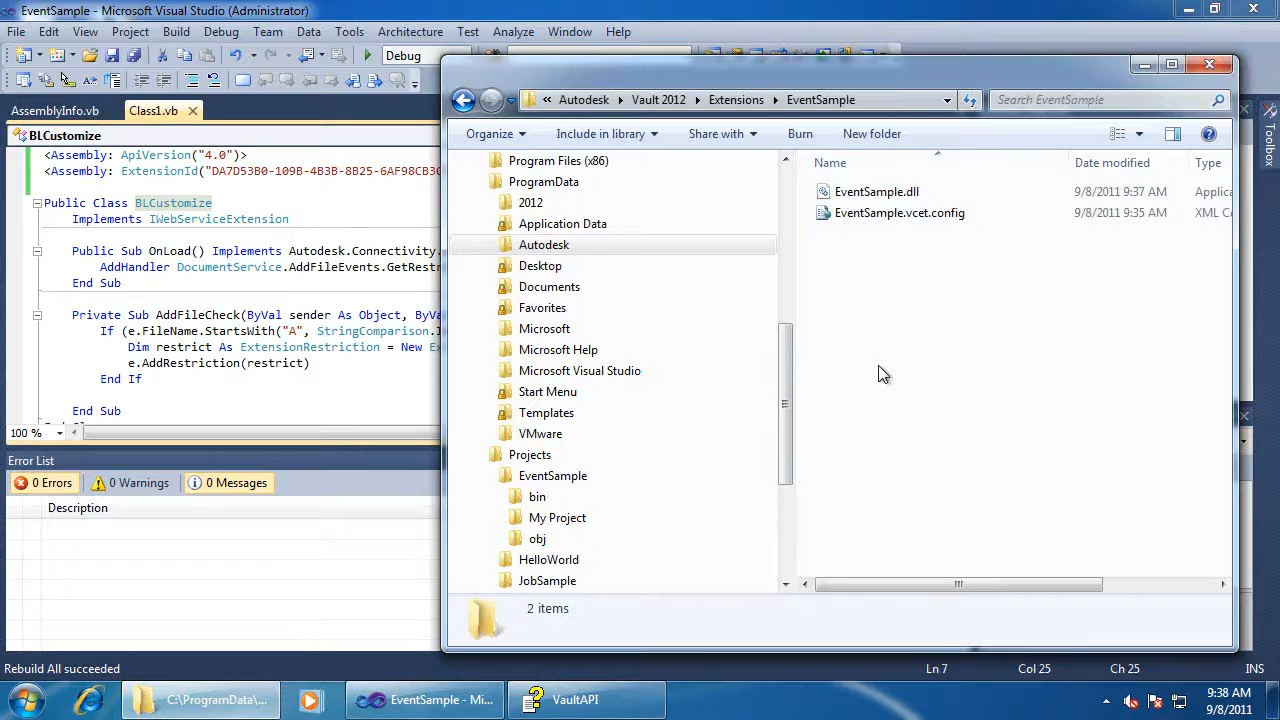 EventSample - Microsoft Visual Studio (Administrator)
File Edit View Project Build Debug Team Data Tools Architecture Test Analyze Window Help
Debug
AssemblyInfo.vb Class1.vb
BLCustomize
<Assembly: ApiVersion("4.0")>
<Assembly: ExtensionId("DA7D53B0-109B-4B3B-8B25-6AF98CB3C
Public Class BLCustomize
Implements IWebServiceExtension
Public Sub OnLoad() Implements Autodesk.Connectivity.
AddHandler DocumentService.AddFileEvents.GetRestr
End Sub
Private Sub AddFileCheck(ByVal sender As Object, ByVa
If (e.FileName.StartsWith("A", StringComparison.I
Dim restrict As ExtensionRestriction = New Ex
e.AddRestriction(restrict)
End If
End Sub
100 %
Error List
0 Errors 0 Warnings 0 Messages
Description
Rebuild All succeeded
Ln 7 Col 25 Ch 25 INS
Toolbox
« Autodesk Vault 2012 Extensions EventSample
Search EventSample
Organize Include in library Share with Burn New folder
Program Files (x86)
ProgramData
2012
Application Data
Autodesk
Desktop
Documents
Favorites
Microsoft
Microsoft Help
Microsoft Visual Studio
Start Menu
Templates
VMware
Projects
EventSample
bin
My Project
obj
HelloWorld
JobSample
Name Date modified Type
EventSample.dll 9/8/2011 9:37 AM Applica
EventSample.vcet.config 9/8/2011 9:35 AM XML Co
2 items
C:\ProgramData\... EventSample - Mi... VaultAPI
9:38 AM
9/8/2011